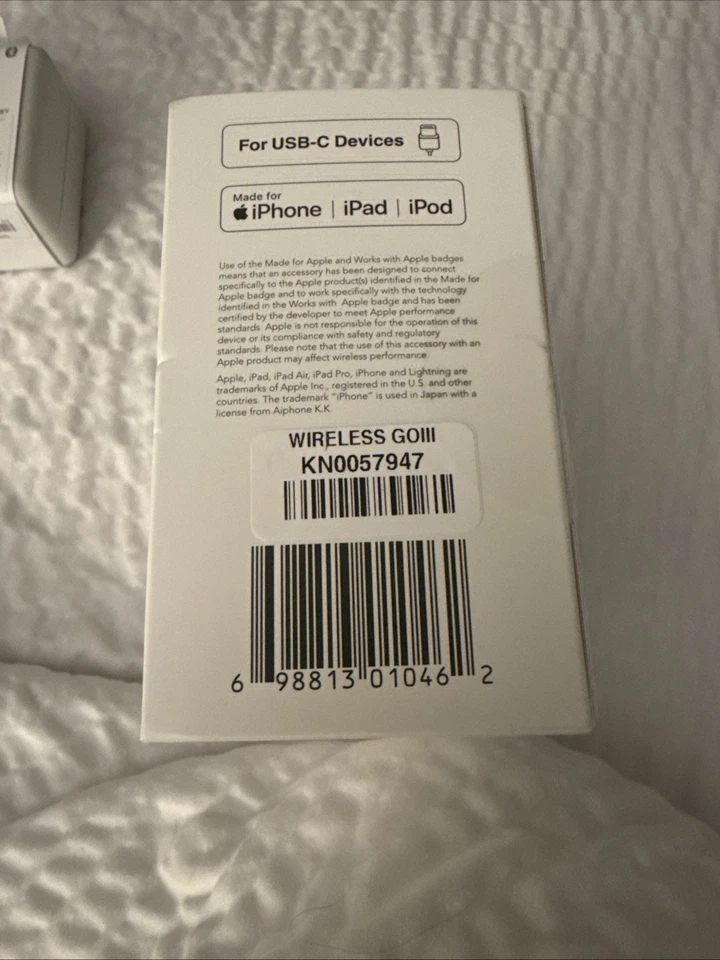 For USB-C Devices
Made for
iPhone | iPad | iPod
Use of the Made for Apple and Works with Apple badges
means that an accessory has been designed to connect
specifically to the Apple product(s) identified in the Made for
Apple badge and to work specifically with the technology
identified in the Works with Apple badge and has been
certified by the developer to meet Apple performance
standards. Apple is not responsible for the operation of this
device or its compliance with safety and regulatory
standards. Please note that the use of this accessory with an
Apple product may affect wireless performance.
Apple, iPad, iPad Air, iPad Pro, iPhone and Lightning are
trademarks of Apple Inc., registered in the U.S. and other
countries. The trademark "iPhone" is used in Japan with a
license from Aiphone K.K.
WIRELESS GOIII
KN0057947
6 98813 01046 2